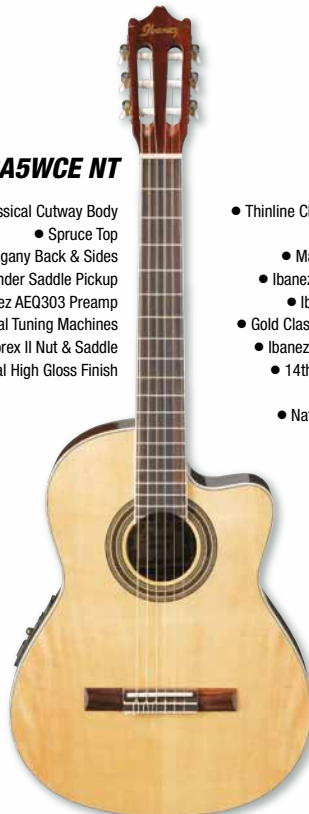 Ibanez
A5WCE NT
ssical Cutway Body
● Spruce Top
gany Back & Sides
nder Saddle Pickup
ez AEQ303 Preamp
al Tuning Machines
orex II Nut & Saddle
al High Gloss Finish
● Thinline Cl
● Ma
● Ibanez
● Ib
● Gold Clas
● Ibanez
● 14th
● Nat